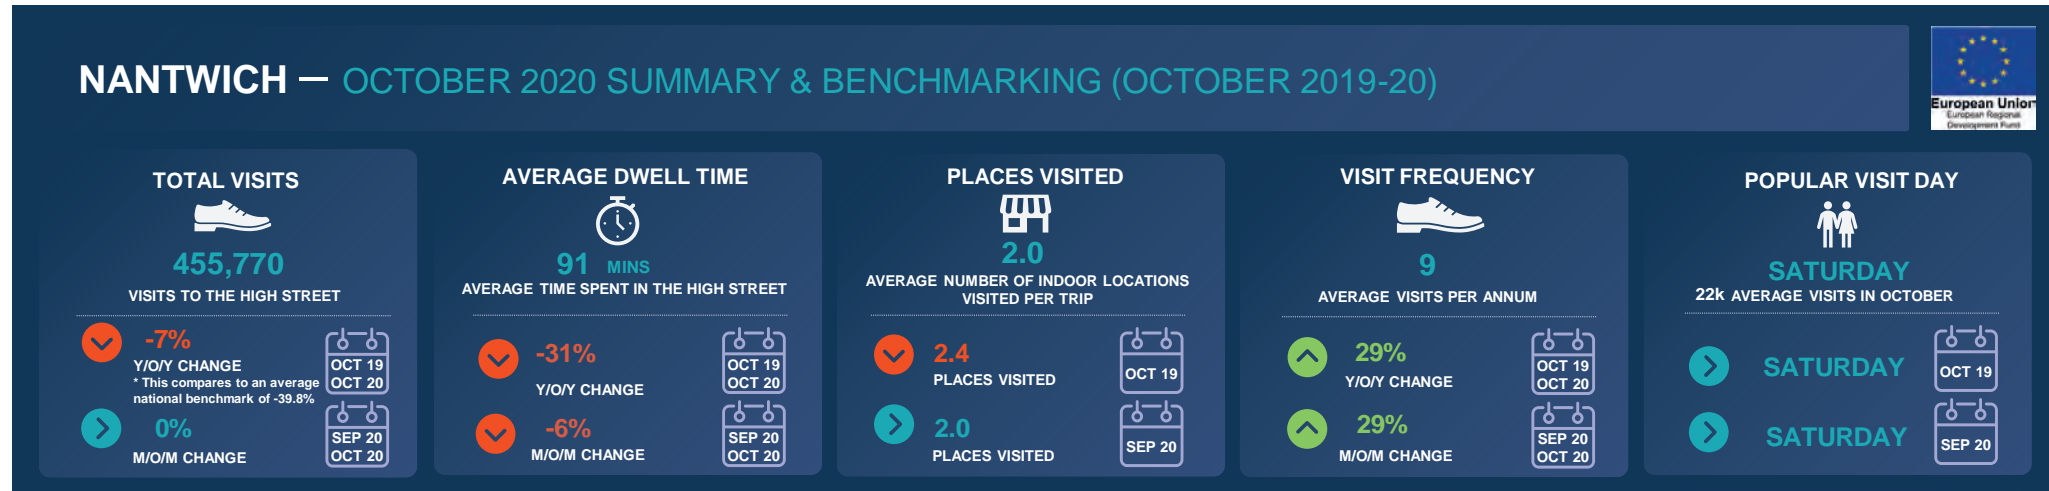 NANTWICH — OCTOBER 2020 SUMMARY & BENCHMARKING (OCTOBER 2019-20)
European Union
European Regional
Development Fund
TOTAL VISITS
455,770
VISITS TO THE HIGH STREET
-7%
Y/O/Y CHANGE
* This compares to an average
national benchmark of -39.8%
OCT 19
OCT 20
0%
M/O/M CHANGE
SEP 20
OCT 20
AVERAGE DWELL TIME
91 MINS
AVERAGE TIME SPENT IN THE HIGH STREET
-31%
Y/O/Y CHANGE
OCT 19
OCT 20
-6%
M/O/M CHANGE
SEP 20
OCT 20
PLACES VISITED
2.0
AVERAGE NUMBER OF INDOOR LOCATIONS
VISITED PER TRIP
2.4
PLACES VISITED
OCT 19
2.0
PLACES VISITED
SEP 20
VISIT FREQUENCY
9
AVERAGE VISITS PER ANNUM
29%
Y/O/Y CHANGE
OCT 19
OCT 20
29%
M/O/M CHANGE
SEP 20
OCT 20
POPULAR VISIT DAY
SATURDAY
22k AVERAGE VISITS IN OCTOBER
SATURDAY
OCT 19
SATURDAY
SEP 20